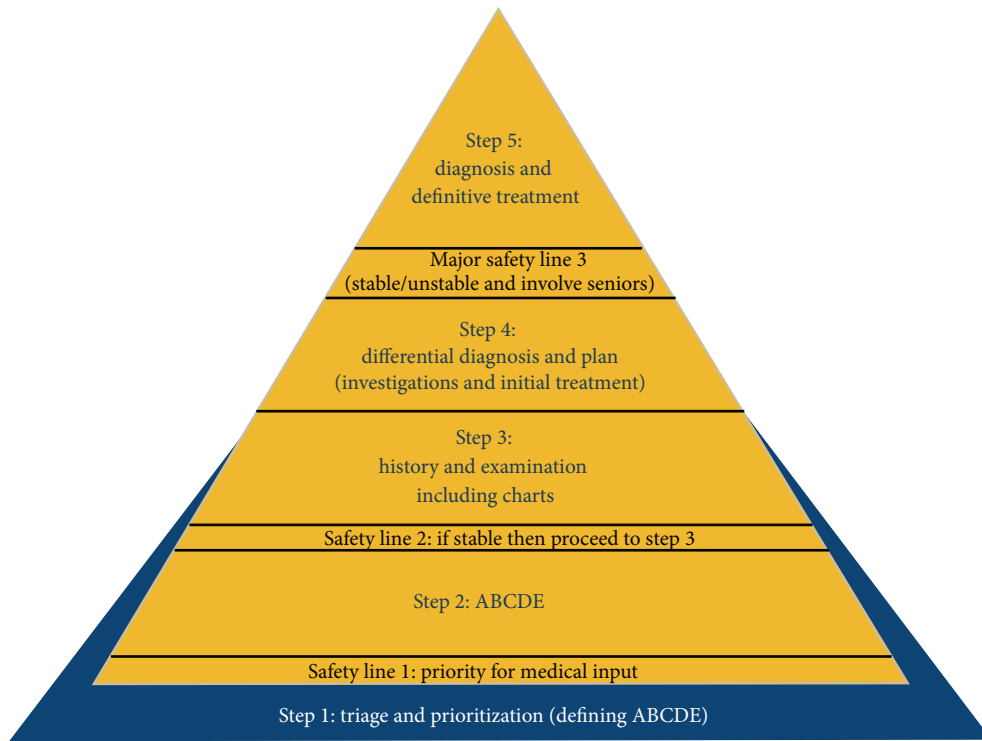 Step 5:
diagnosis and
definitive treatment
Major safety line 3
(stable/unstable and involve seniors)
Step 4:
differential diagnosis and plan
(investigations and initial treatment)
Step 3:
history and examination
including charts
Safety line 2: if stable then proceed to step 3
Step 2: ABCDE
Safety line 1: priority for medical input
Step 1: triage and prioritization (defining ABCDE)